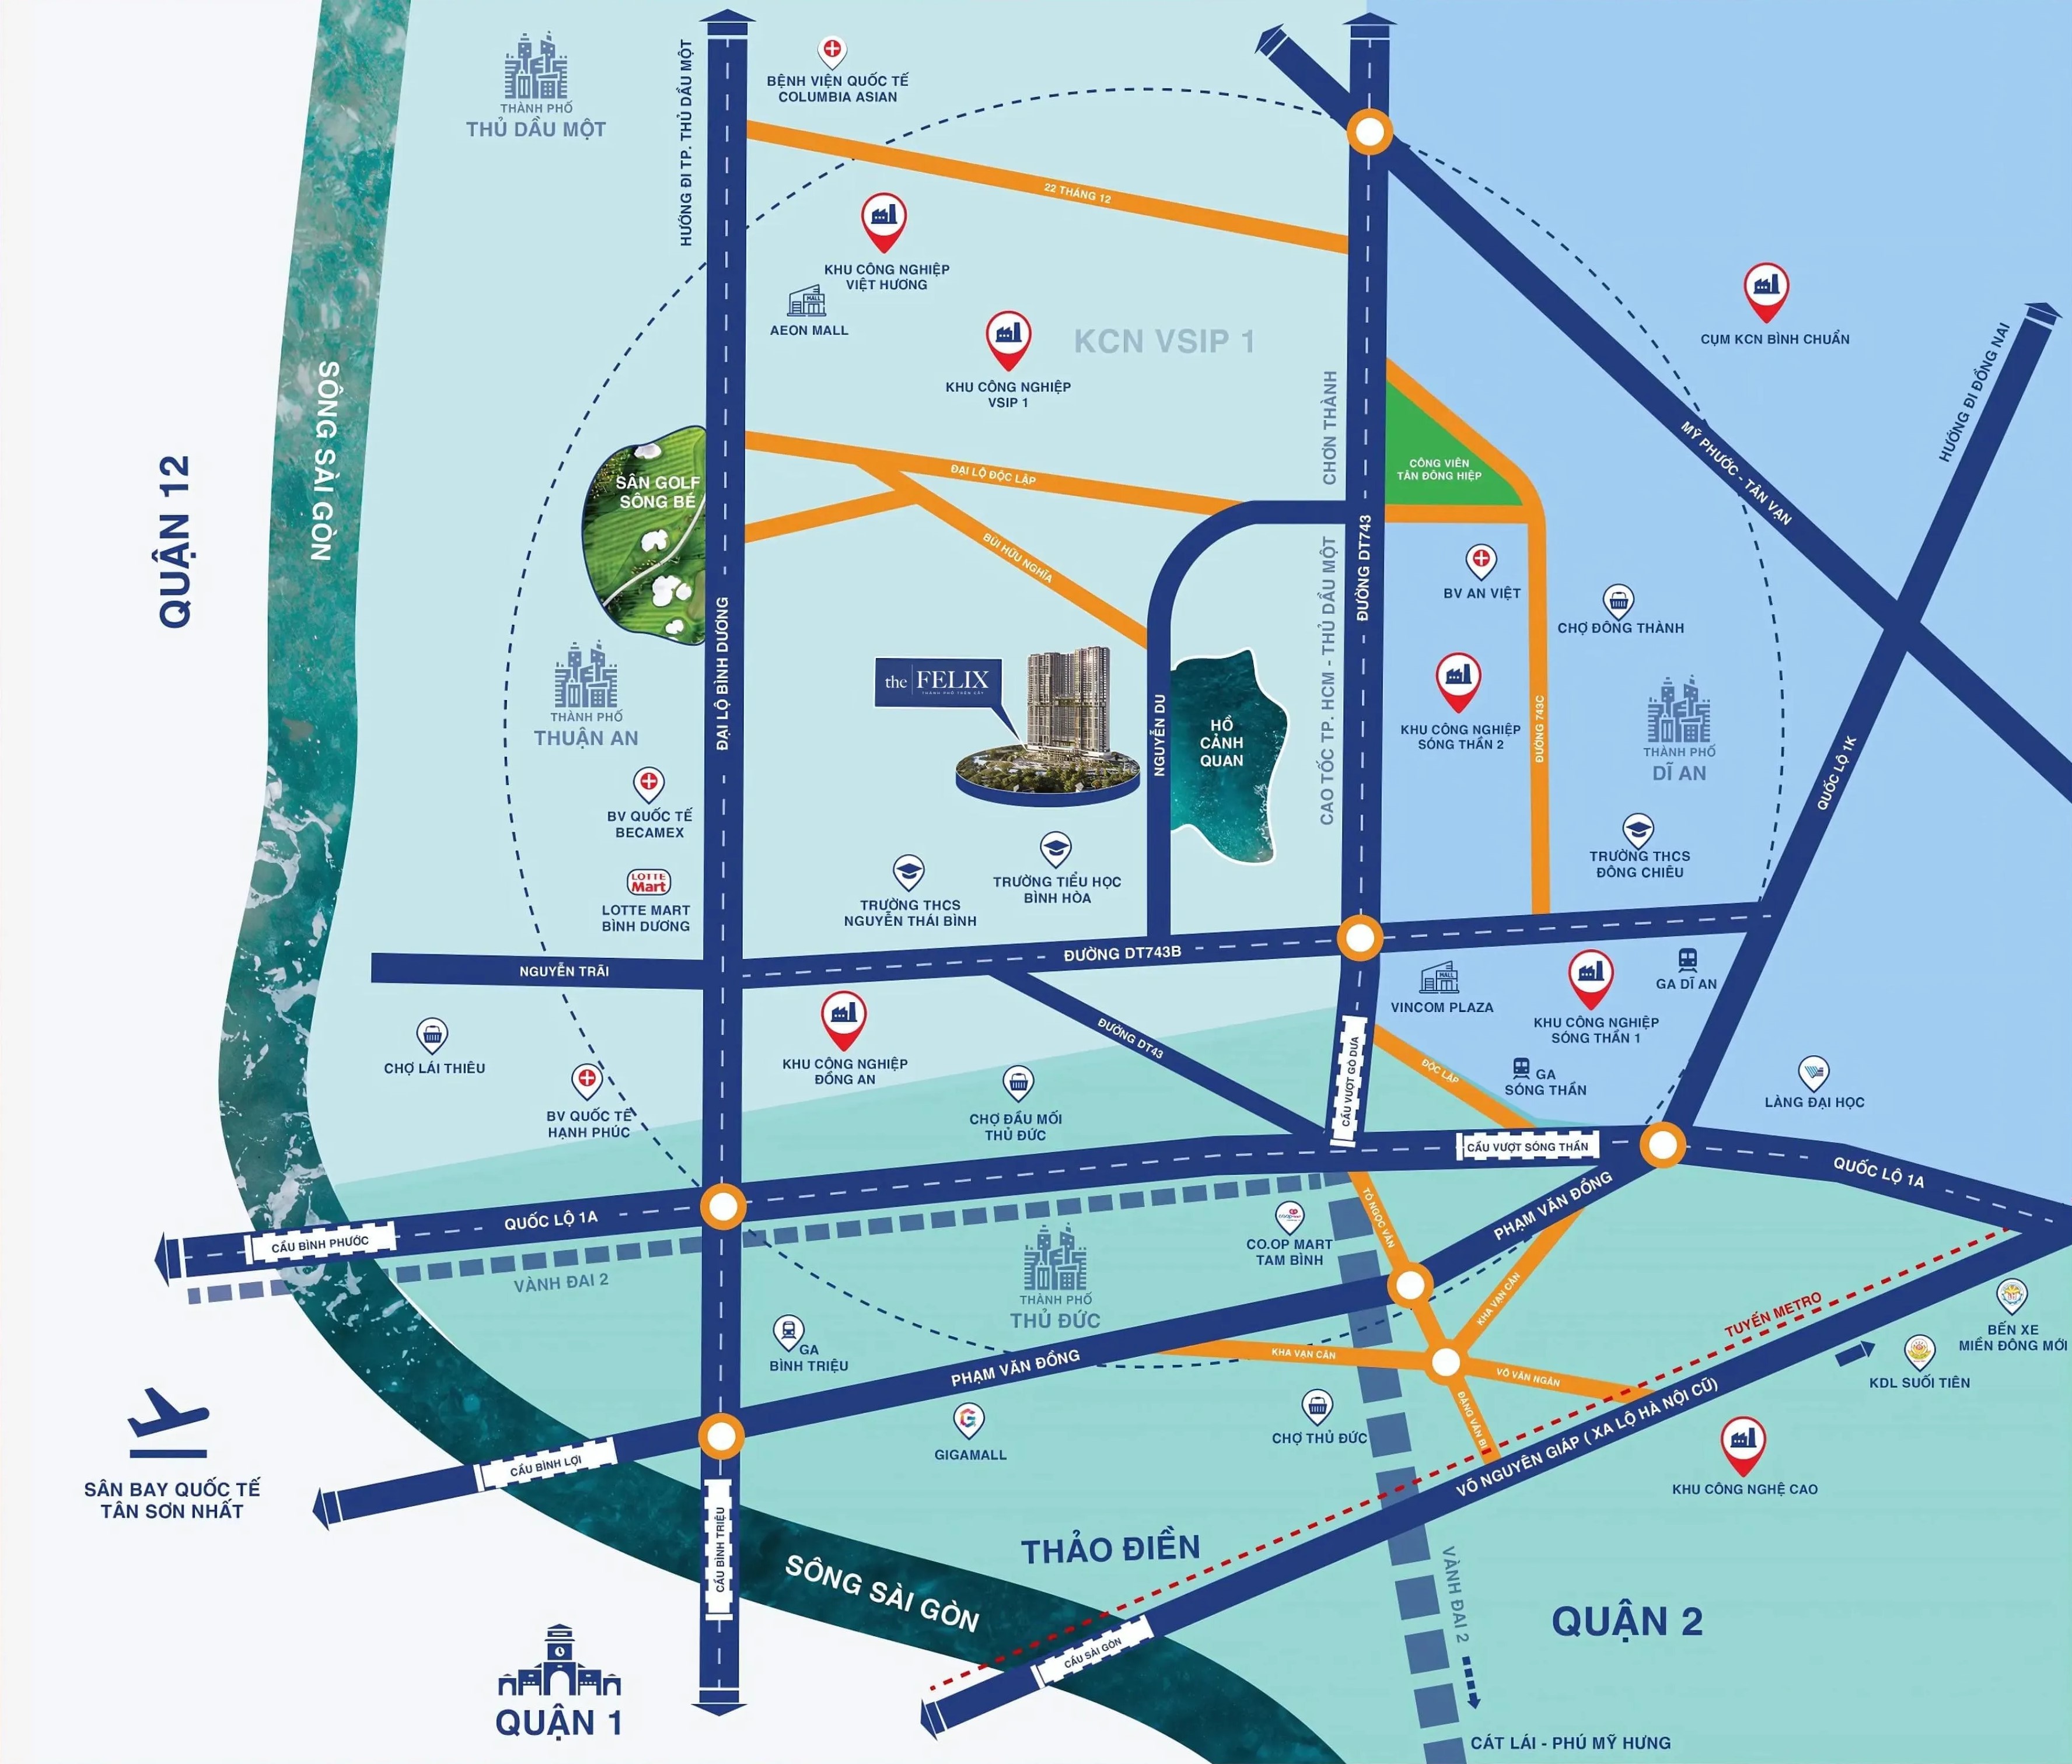 THÀNH PHỐ
THỦ DẦU MỘT
HƯỚNG ĐI TP. THỦ DẦU MỘT
BỆNH VIỆN QUỐC TẾ
COLUMBIA ASIAN
22 THÁNG 12
KHU CÔNG NGHIỆP
VIỆT HƯƠNG
MALL
AEON MALL
KHU CÔNG NGHIỆP
VSIP 1
KCN VSIP 1
CỤM KCN BÌNH CHUẨN
HƯỚNG ĐI ĐỒNG NAI
MỸ PHƯỚC - TÂN VẠN
SÔNG SÀI GÒN
QUẬN 12
SÂN GOLF
SÔNG BÉ
ĐẠI LỘ ĐỘC LẬP
BÙI HỮU NGHĨA
CHƠN THÀNH
CAO TỐC TP. HCM - THỦ DẦU MỘT
ĐƯỜNG DT743
CÔNG VIÊN
TÂN ĐÔNG HIỆP
BV AN VIỆT
CHỢ ĐÔNG THÀNH
ĐẠI LỘ BÌNH DƯƠNG
THÀNH PHỐ
THUẬN AN
the FELIX
THÀNH PHỐ TRÊN CÂY
NGUYỄN DU
HỒ
CẢNH
QUAN
KHU CÔNG NGHIỆP
SÓNG THẦN 2
ĐƯỜNG 743C
THÀNH PHỐ
DĨ AN
QUỐC LỘ 1K
BV QUỐC TẾ
BECAMEX
LOTTE
Mart
LOTTE MART
BÌNH DƯƠNG
TRƯỜNG THCS
NGUYỄN THÁI BÌNH
TRƯỜNG TIỂU HỌC
BÌNH HÒA
TRƯỜNG THCS
ĐÔNG CHIÊU
NGUYỄN TRÃI
ĐƯỜNG DT743B
MALL
VINCOM PLAZA
KHU CÔNG NGHIỆP
SÓNG THẦN 1
GA DĨ AN
CHỢ LÁI THIÊU
BV QUỐC TẾ
HẠNH PHÚC
KHU CÔNG NGHIỆP
ĐỒNG AN
CHỢ ĐẦU MỐI
THỦ ĐỨC
ĐƯỜNG DT43
CẦU VƯỢT GÒ DƯA
ĐỘC LẬP
GA
SÓNG THẦN
LÀNG ĐẠI HỌC
CẦU VƯỢT SÓNG THẦN
QUỐC LỘ 1A
QUỐC LỘ 1A
CẦU BÌNH PHƯỚC
VÀNH ĐAI 2
THÀNH PHỐ
THỦ ĐỨC
CO.OP MART
TAM BÌNH
TÔ NGỌC VÂN
PHẠM VĂN ĐỒNG
KHA VẠN CÂN
TUYẾN METRO
BẾN XE
MIỀN ĐÔNG MỚI
KDL SUỐI TIÊN
GA
BÌNH TRIỆU
PHẠM VĂN ĐỒNG
KHA VẠN CÂN
VÕ VĂN NGÂN
ĐẶNG VĂN BI
GIGAMALL
CHỢ THỦ ĐỨC
VÕ NGUYÊN GIÁP ( XA LỘ HÀ NỘI CŨ)
KHU CÔNG NGHỆ CAO
CẦU BÌNH LỢI
SÂN BAY QUỐC TẾ
TÂN SƠN NHẤT
CẦU BÌNH TRIỆU
SÔNG SÀI GÒN
THẢO ĐIỀN
CẦU SÀI GÒN
VÀNH ĐAI 2
QUẬN 2
QUẬN 1
CÁT LÁI - PHÚ MỸ HƯNG